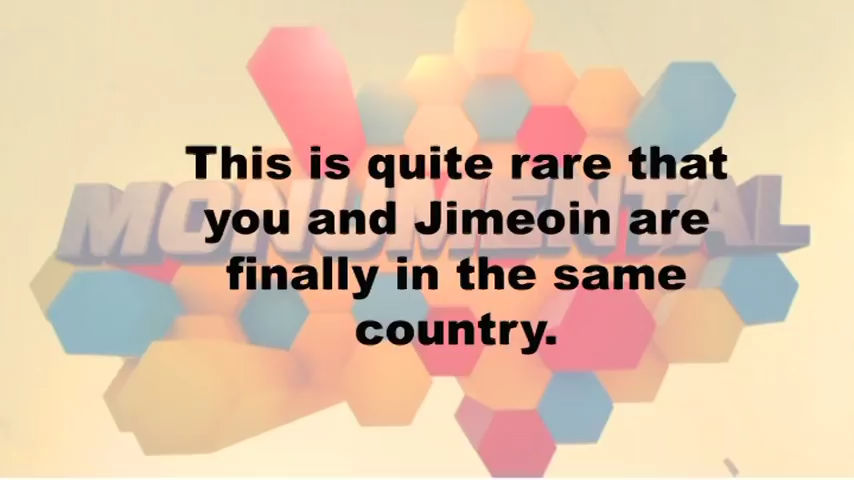 This is quite rare that
you and Jimeoin are
finally in the same
country.
MONUMENTAL